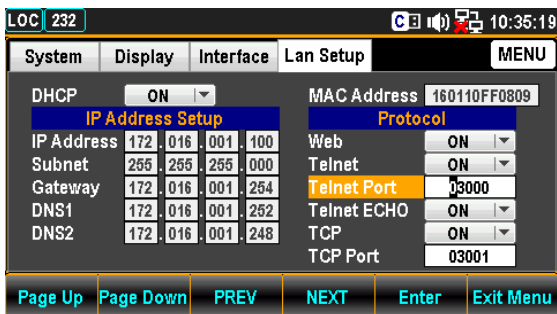 LOC 232 C 10:35:19
System Display Interface Lan Setup MENU
DHCP ON
IP Address Setup
IP Address 172 . 016 . 001 . 100
Subnet 255 . 255 . 255 . 000
Gateway 172 . 016 . 001 . 254
DNS1 172 . 016 . 001 . 252
DNS2 172 . 016 . 001 . 248
MAC Address 160110FF0809
Protocol
Web ON
Telnet ON
Telnet Port 03000
Telnet ECHO ON
TCP ON
TCP Port 03001
Page Up Page Down PREV NEXT Enter Exit Menu